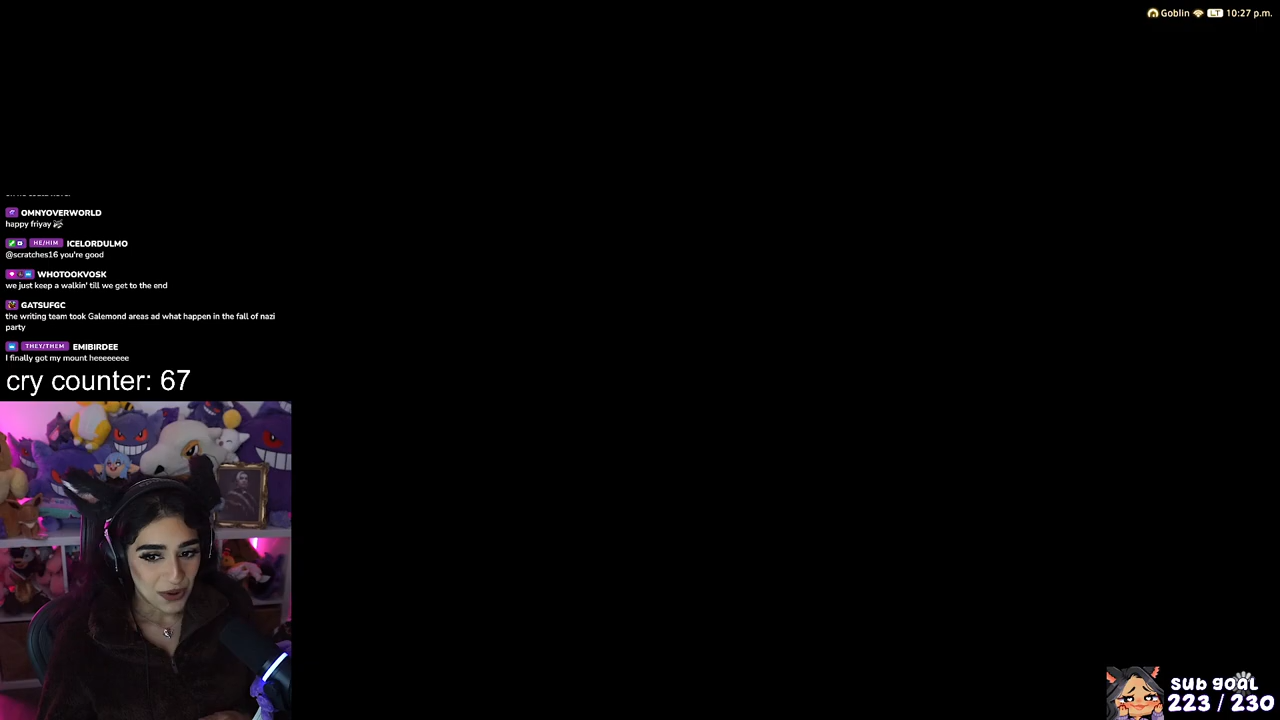 Goblin LT 10:27 p.m.
OMNYOVERWORLD
happy friyay
HE/HIM ICELORDULMO
@scratches16 you're good
WHOTOOKVOSK
we just keep a walkin' till we get to the end
GATSUFGC
the writing team took Galemond areas ad what happen in the fall of nazi
party
THEY/THEM EMIBIRDEE
I finally got my mount heeeeeeee
cry counter: 67
sub goal
223 / 230